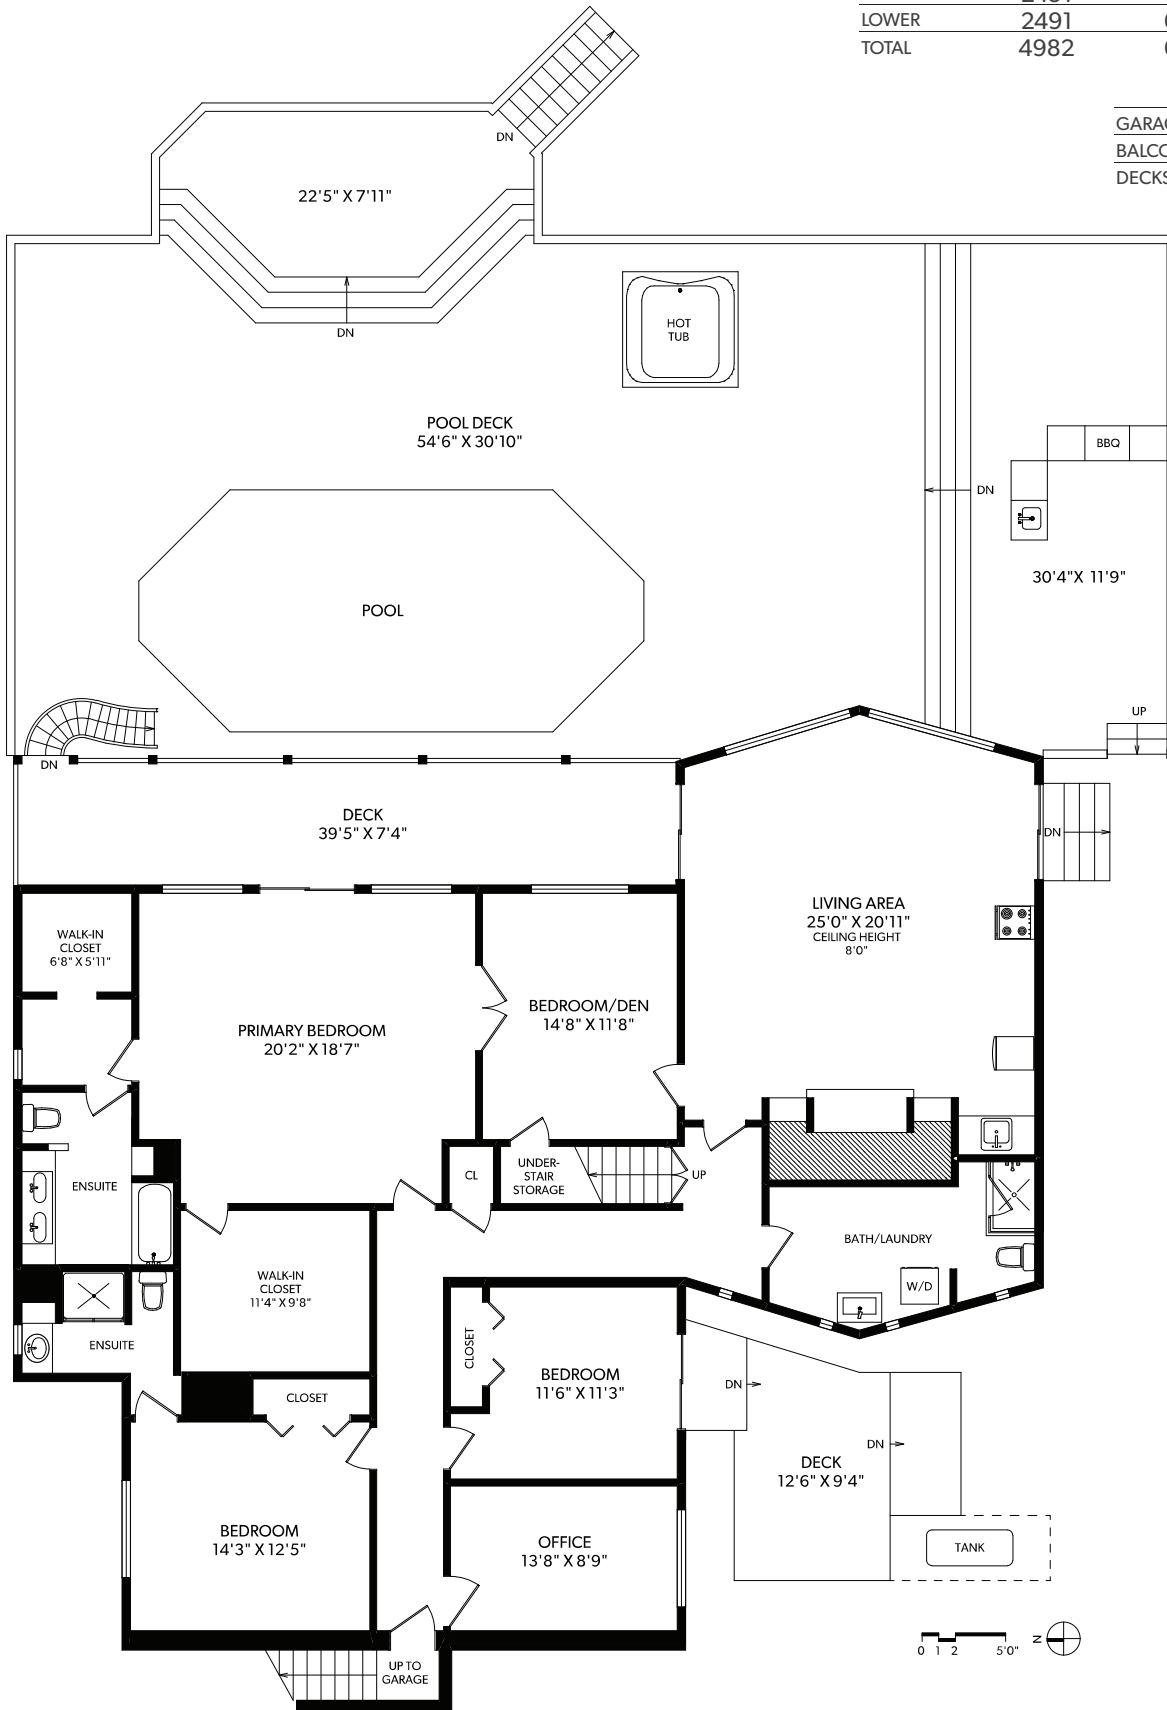 LOWER 2491
TOTAL 4982
DN
22'5" X 7'11"
DN
HOT
TUB
POOL DECK
54'6" X 30'10"
BBQ
DN
30'4"X 11'9"
POOL
UP
DN
DECK
39'5" X 7'4"
DN
WALK-IN
CLOSET
6'8" X 5'11"
LIVING AREA
25'0" X 20'11"
CEILING HEIGHT
8'0"
PRIMARY BEDROOM
20'2" X 18'7"
BEDROOM/DEN
14'8" X 11'8"
ENSUITE
CL
UNDER-
STAIR
STORAGE
UP
BATH/LAUNDRY
W/D
WALK-IN
CLOSET
11'4" X 9'8"
ENSUITE
CLOSET
CLOSET
BEDROOM
11'6" X 11'3"
DN
DN
DECK
12'6" X 9'4"
BEDROOM
14'3" X 12'5"
OFFICE
13'8" X 8'9"
TANK
UP TO
GARAGE
0 1 2 5'0"
N